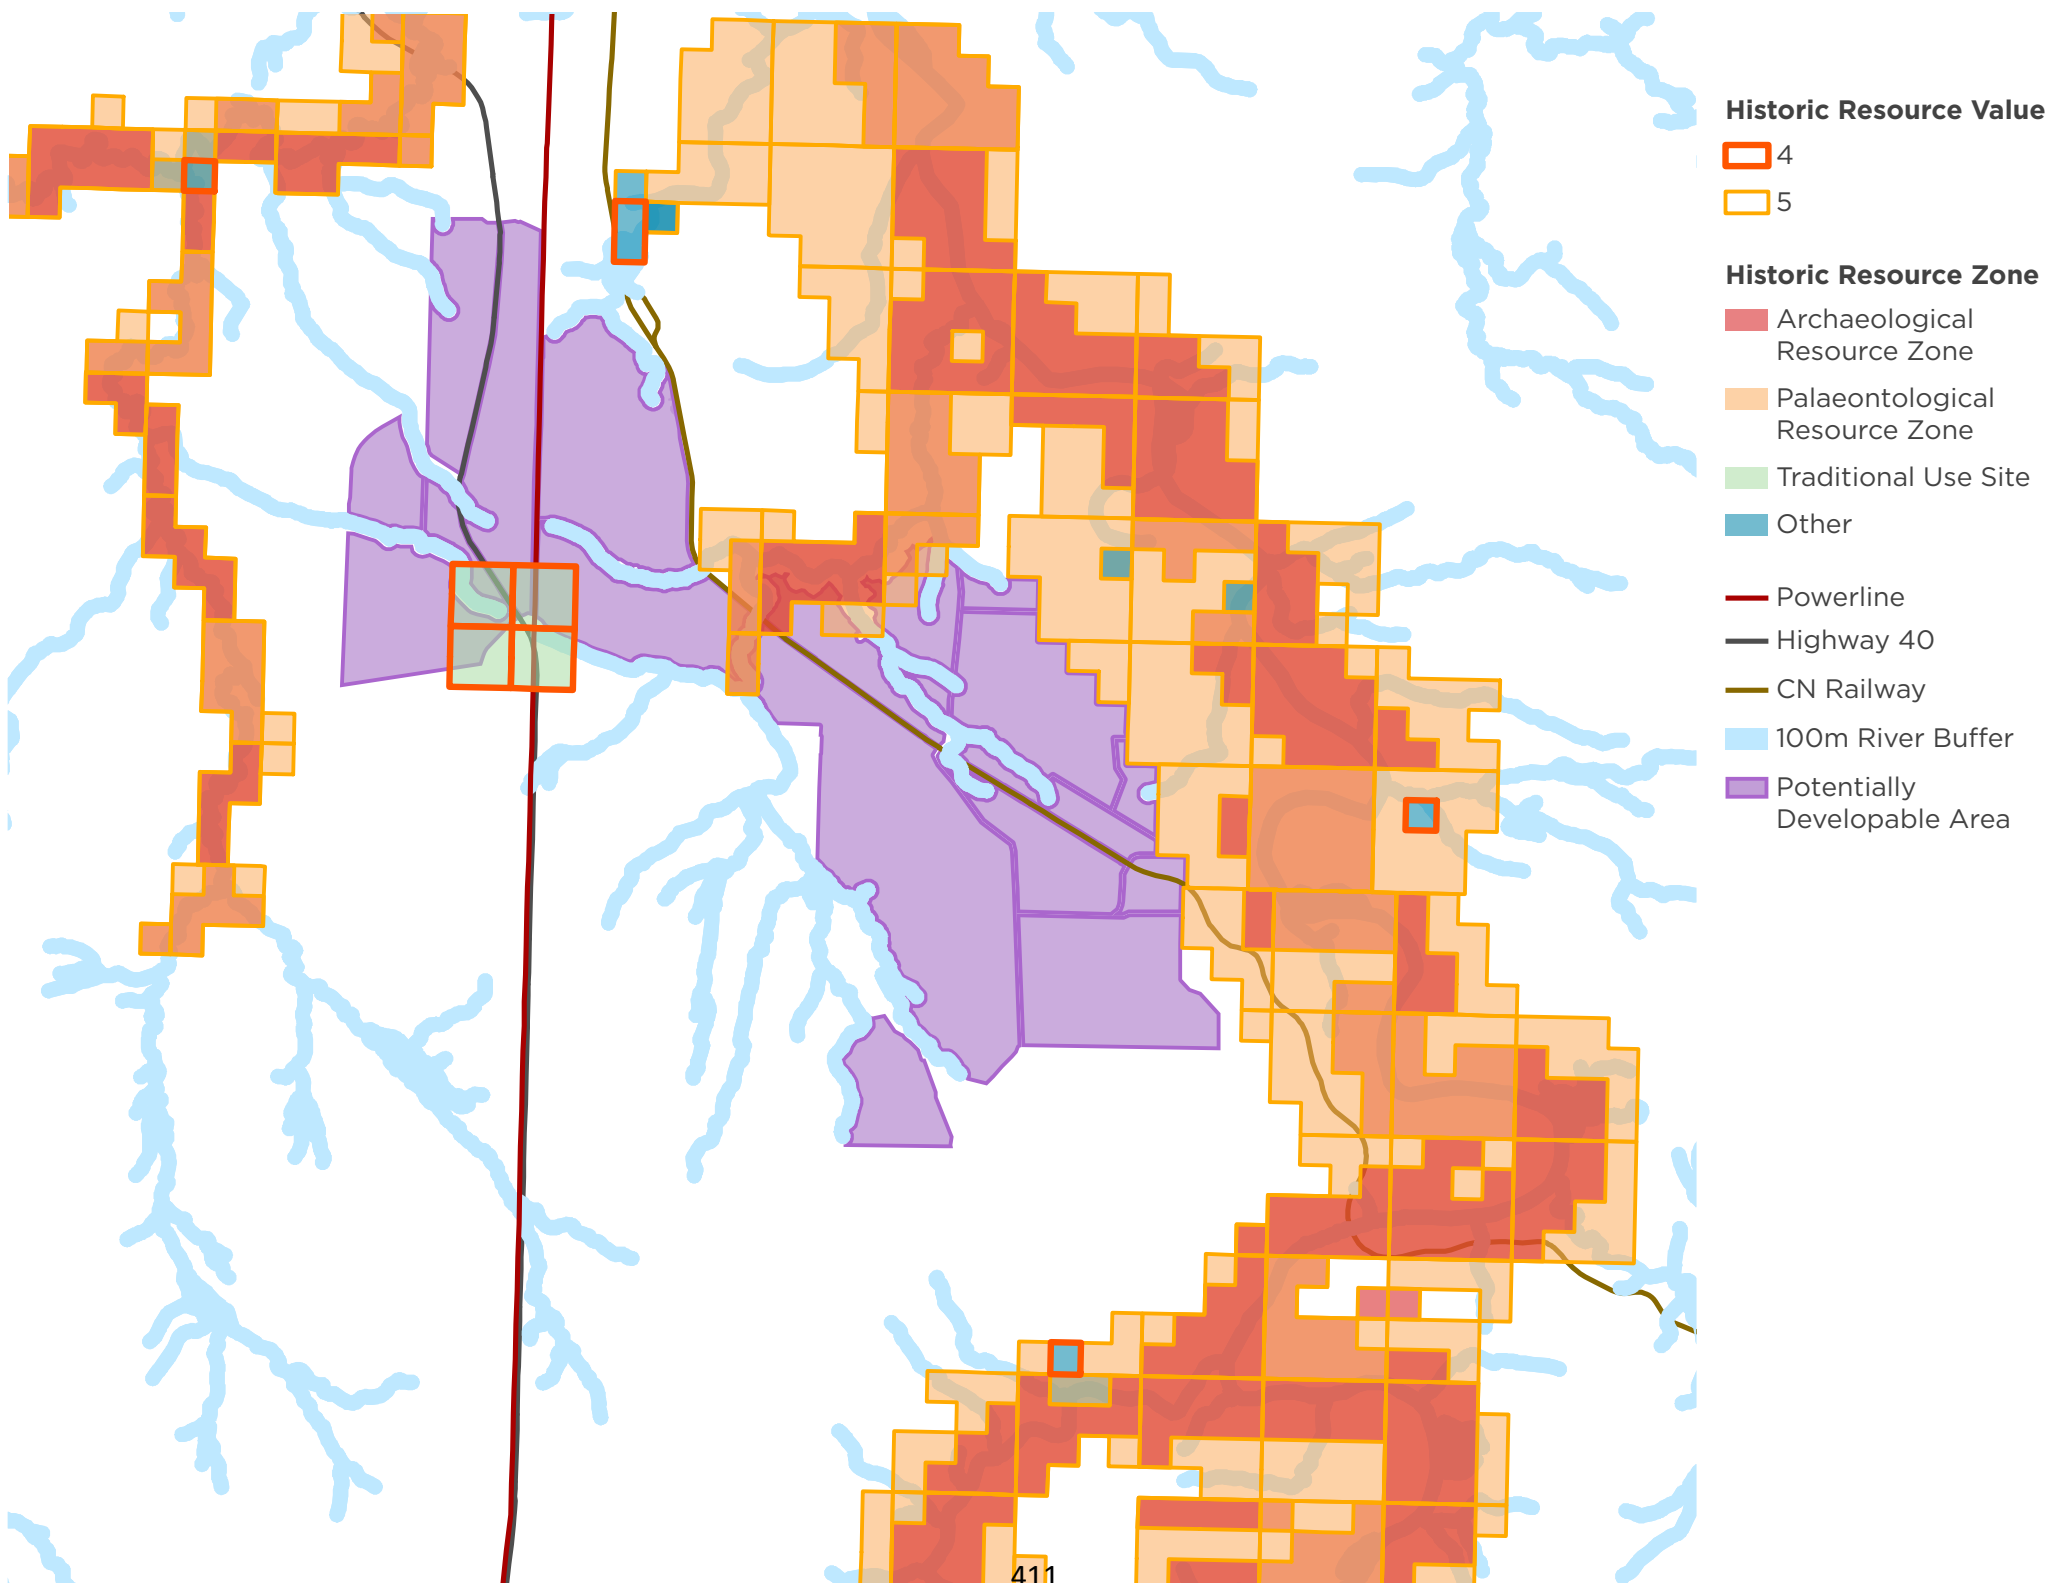 Historic Resource Value
4
5
Historic Resource Zone
Archaeological
Resource Zone
Palaeontological
Resource Zone
Traditional Use Site
Other
Powerline
Highway 40
CN Railway
100m River Buffer
Potentially
Developable Area
411